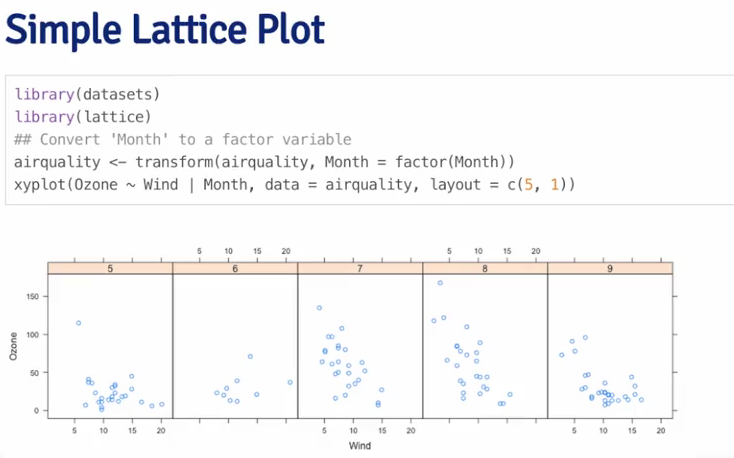 Simple Lattice Plot
library(datasets)
library(lattice)
## Convert 'Month' to a factor variable
airquality <- transform(airquality, Month = factor(Month))
xyplot(Ozone ~ Wind | Month, data = airquality, layout = c(5, 1))
5 10 15 20 5 10 15 20
5 6 7 8 9
150
100
50
0
Ozone
5 10 15 20 5 10 15 20 5 10 15 20
Wind